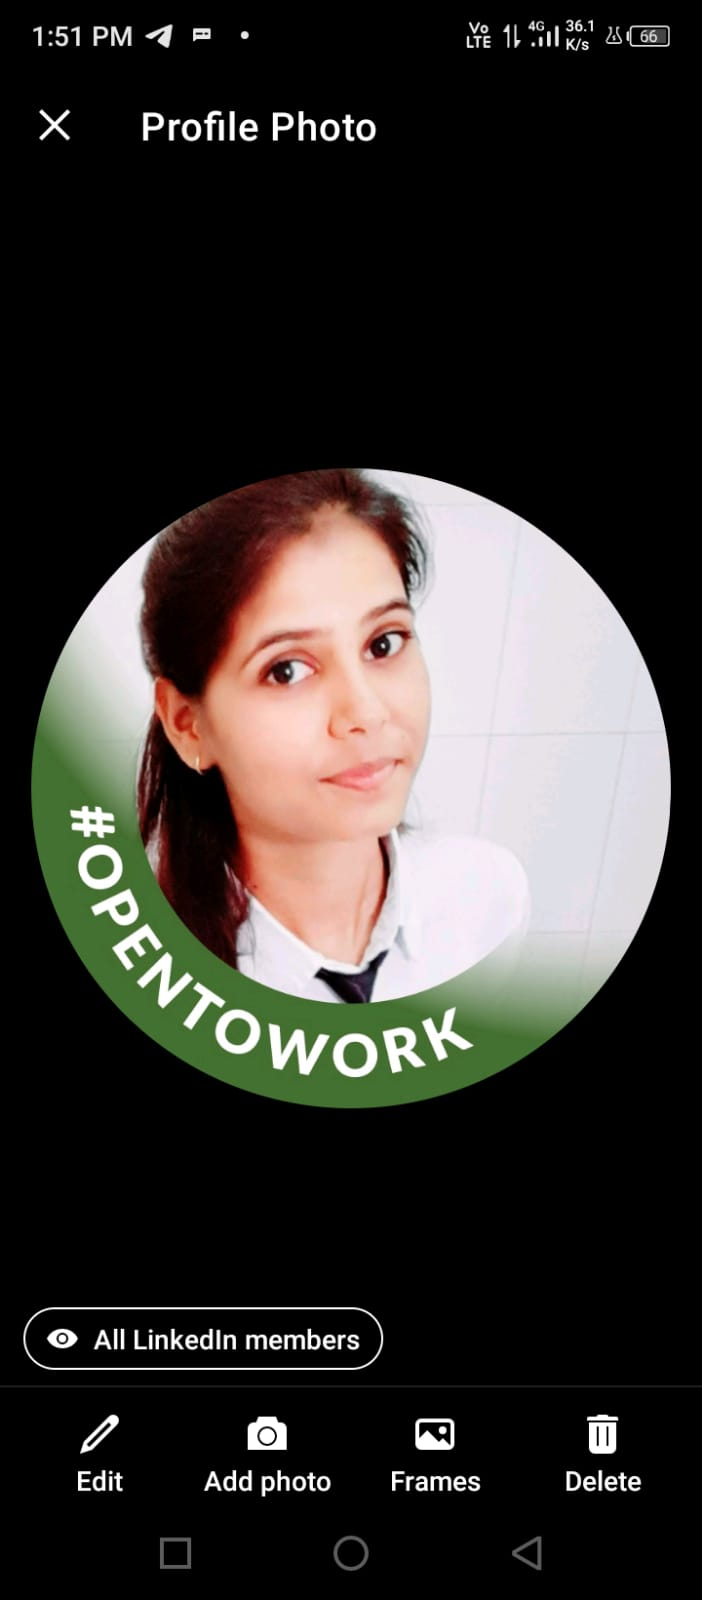 1:51 PM
Vo LTE 4G 36.1 K/s 66
Profile Photo
#OPENTOWORK
All LinkedIn members
Edit Add photo Frames Delete